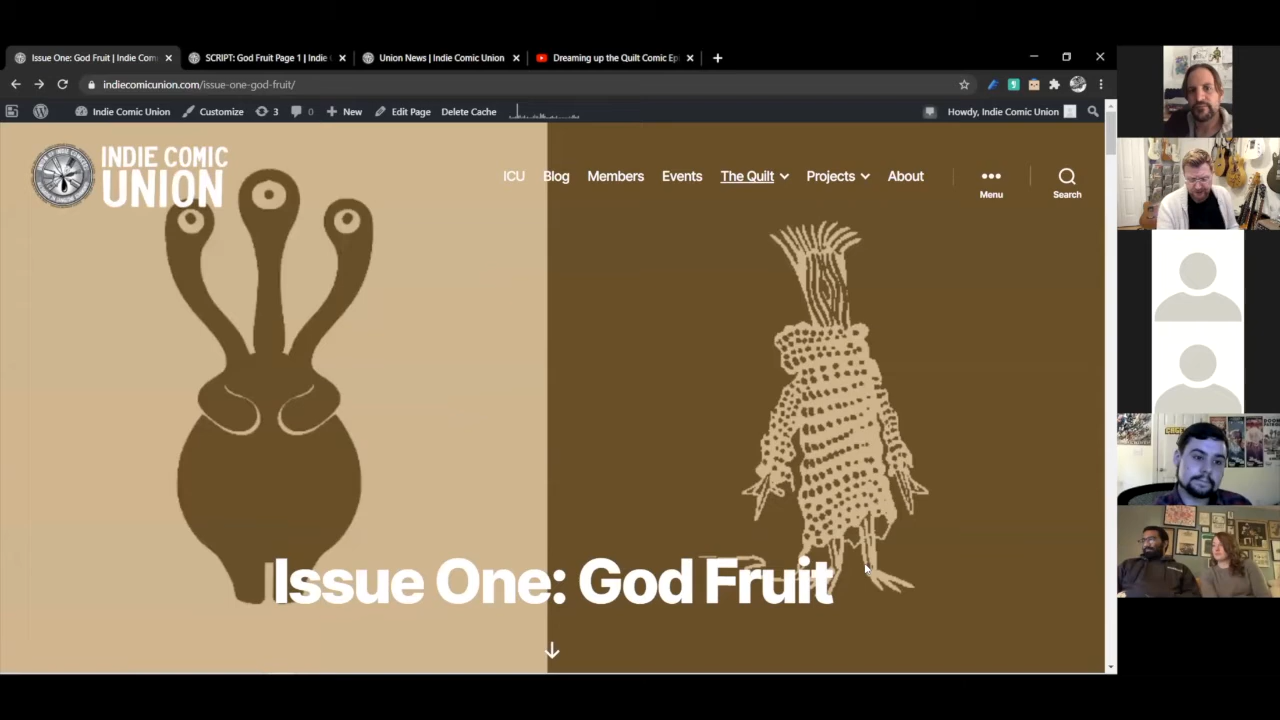 Issue One: God Fruit | Indie Com
SCRIPT: God Fruit Page 1 | Indie
Union News | Indie Comic Union
Dreaming up the Quilt Comic Ep
indiecomicunion.com/issue-one-god-fruit/
Indie Comic Union
Customize
3
0
New
Edit Page
Delete Cache
Howdy, Indie Comic Union
INDIE COMIC
UNION
ICU
Blog
Members
Events
The Quilt
Projects
About
Menu
Search
Issue One: God Fruit